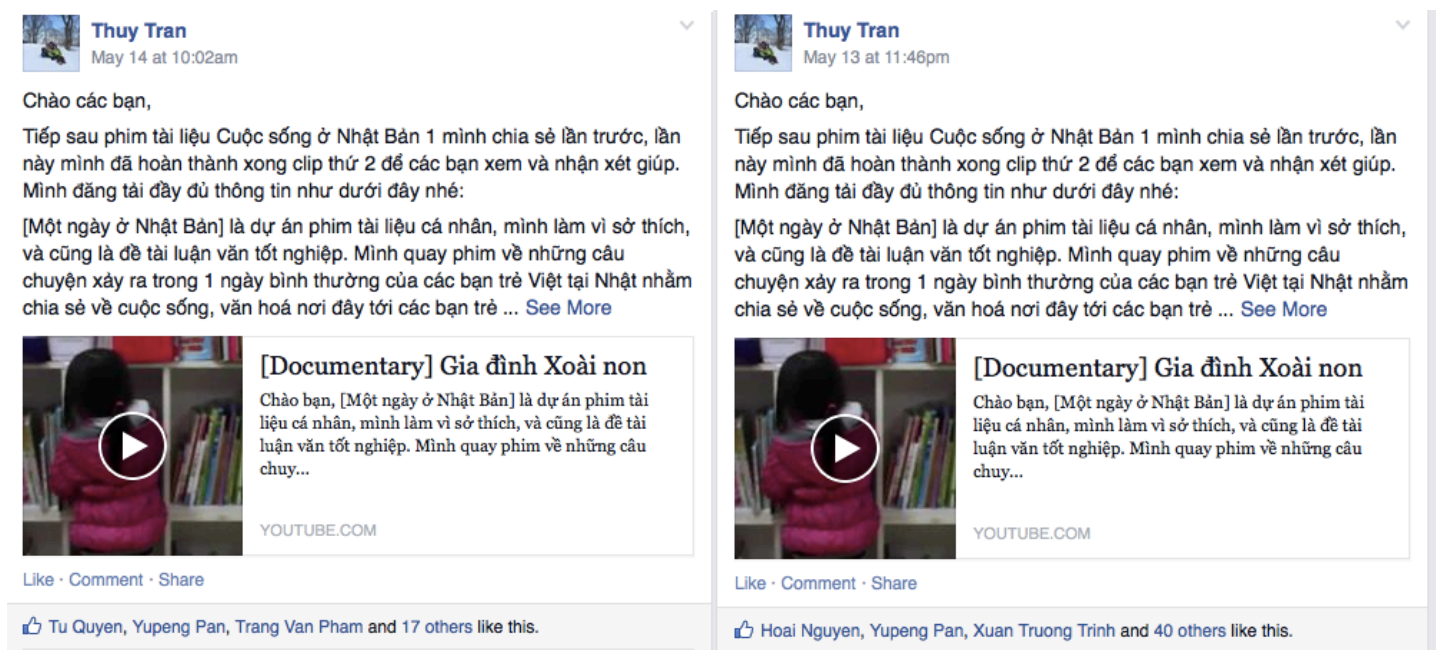 Thuy Tran
May 14 at 10:02am
Chào các bạn,
Tiếp sau phim tài liệu Cuộc sống ở Nhật Bản 1 mình chia sẻ lần trước, lần
này mình đã hoàn thành xong clip thứ 2 để các bạn xem và nhận xét giúp.
Mình đăng tải đầy đủ thông tin như dưới đây nhé:
[Một ngày ở Nhật Bản] là dự án phim tài liệu cá nhân, mình làm vì sở thích,
và cũng là đề tài luận văn tốt nghiệp. Mình quay phim về những câu
chuyện xảy ra trong 1 ngày bình thường của các bạn trẻ Việt tại Nhật nhằm
chia sẻ về cuộc sống, văn hoá nơi đây tới các bạn trẻ ... See More
[Documentary] Gia đình Xoài non
Chào bạn, [Một ngày ở Nhật Bản] là dự án phim tài
liệu cá nhân, mình làm vì sở thích, và cũng là đề tài
luận văn tốt nghiệp. Mình quay phim về những câu
chuy...
YOUTUBE.COM
Like · Comment · Share
Tu Quyen, Yupeng Pan, Trang Van Pham and 17 others like this.
Thuy Tran
May 13 at 11:46pm
Chào các bạn,
Tiếp sau phim tài liệu Cuộc sống ở Nhật Bản 1 mình chia sẻ lần trước, lần
này mình đã hoàn thành xong clip thứ 2 để các bạn xem và nhận xét giúp.
Mình đăng tải đầy đủ thông tin như dưới đây nhé:
[Một ngày ở Nhật Bản] là dự án phim tài liệu cá nhân, mình làm vì sở thích,
và cũng là đề tài luận văn tốt nghiệp. Mình quay phim về những câu
chuyện xảy ra trong 1 ngày bình thường của các bạn trẻ Việt tại Nhật nhằm
chia sẻ về cuộc sống, văn hoá nơi đây tới các bạn trẻ ... See More
[Documentary] Gia đình Xoài non
Chào bạn, [Một ngày ở Nhật Bản] là dự án phim tài
liệu cá nhân, mình làm vì sở thích, và cũng là đề tài
luận văn tốt nghiệp. Mình quay phim về những câu
chuy...
YOUTUBE.COM
Like · Comment · Share
Hoai Nguyen, Yupeng Pan, Xuan Truong Trinh and 40 others like this.